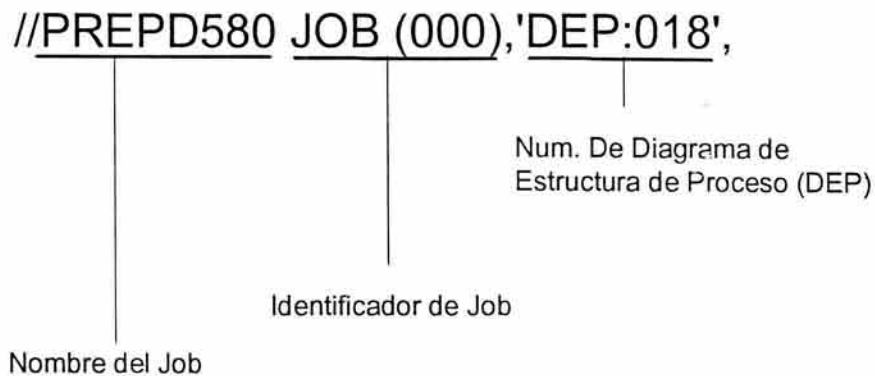 //PREPD580 JOB (000),'DEP:018',
Num. De Diagrama de
Estructura de Proceso (DEP)
Identificador de Job
Nombre del Job